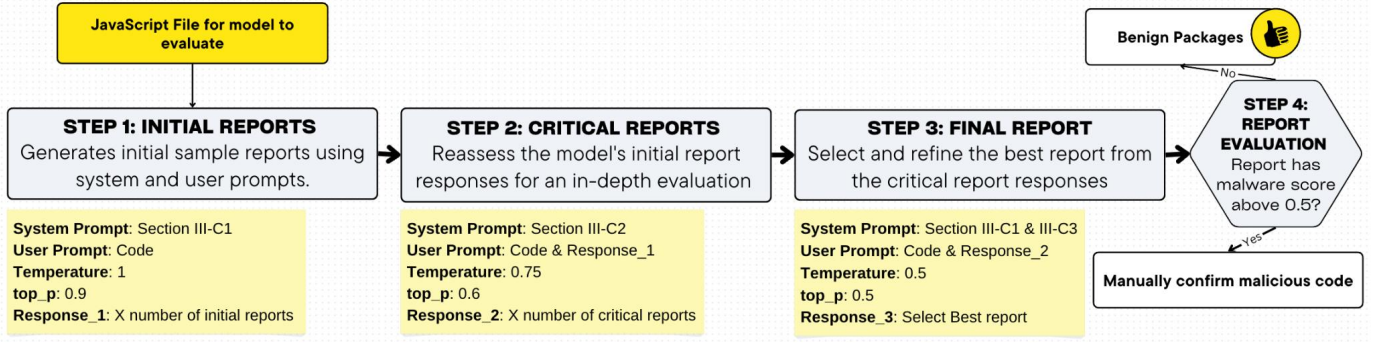 JavaScript File for model to
evaluate
STEP 1: INITIAL REPORTS
Generates initial sample reports using
system and user prompts.
System Prompt: Section III-C1
User Prompt: Code
Temperature: 1
top_p: 0.9
Response_1: X number of initial reports
STEP 2: CRITICAL REPORTS
Reassess the model's initial report
responses for an in-depth evaluation
System Prompt: Section III-C2
User Prompt: Code & Response_1
Temperature: 0.75
top_p: 0.6
Response_2: X number of critical reports
STEP 3: FINAL REPORT
Select and refine the best report from
the critical report responses
System Prompt: Section III-C1 & III-C3
User Prompt: Code & Response_2
Temperature: 0.5
top_p: 0.5
Response_3: Select Best report
STEP 4:
REPORT
EVALUATION
Report has
malware score
above 0.5?
No
Benign Packages
Yes
Manually confirm malicious code